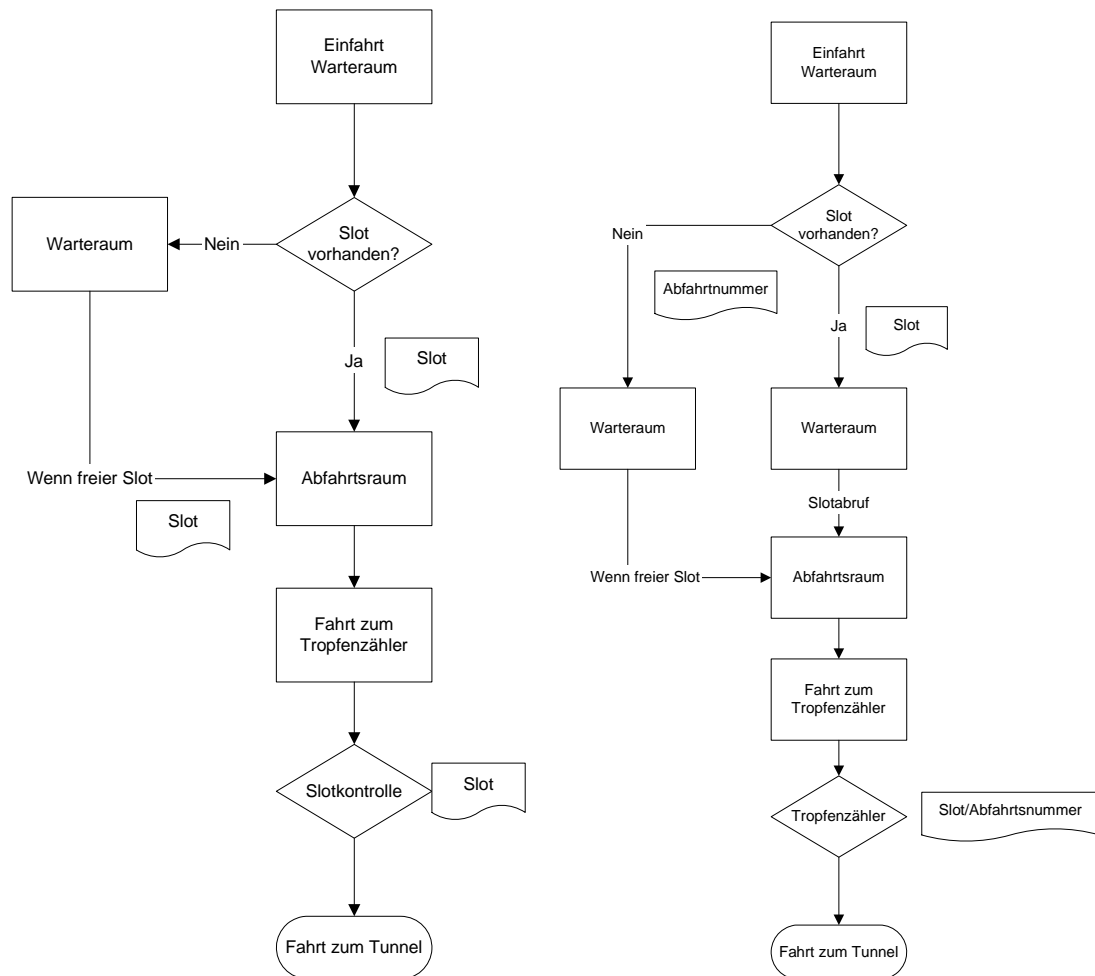 Einfahrt
Warteraum
Slot
vorhanden?
Nein
Warteraum
Ja
Slot
Wenn freier Slot
Slot
Abfahrtsraum
Fahrt zum
Tropfenzähler
Slotkontrolle
Slot
Fahrt zum Tunnel
Einfahrt
Warteraum
Slot
vorhanden?
Nein
Abfahrtnummer
Ja
Slot
Warteraum
Warteraum
Slotabruf
Wenn freier Slot
Abfahrtsraum
Fahrt zum
Tropfenzähler
Tropfenzähler
Slot/Abfahrtsnummer
Fahrt zum Tunnel